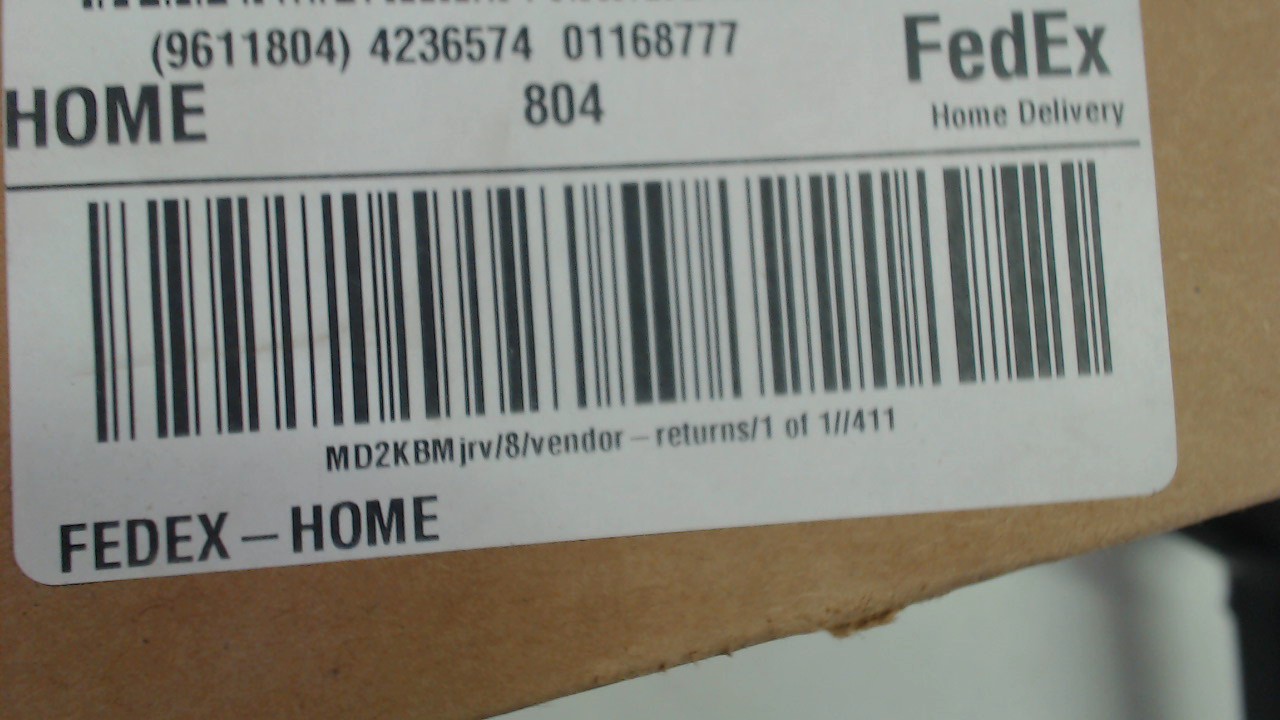 (9611804) 4236574 01168777
FedEx
HOME
804
Home Delivery
MD2KBMjrv/8/vendor-returns/1 of 1//411
FEDEX-HOME